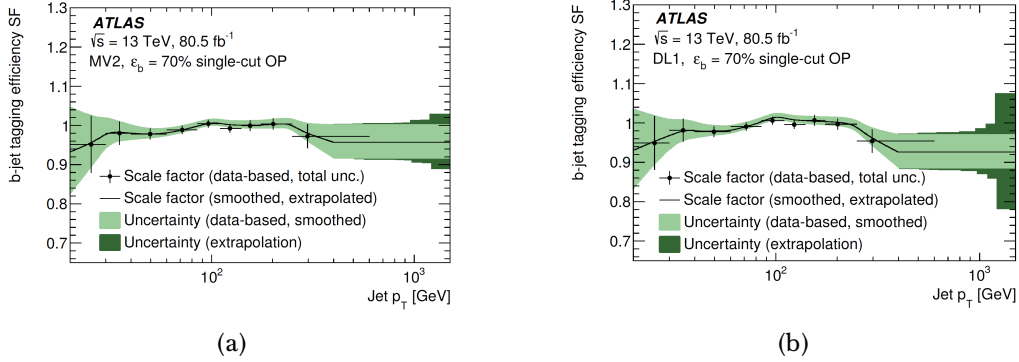 b-jet tagging efficiency SF
1.3
1.2
1.1
1
0.9
0.8
0.7
ATLAS
√s = 13 TeV, 80.5 fb⁻¹
MV2, ε_b = 70% single-cut OP
Scale factor (data-based, total unc.)
Scale factor (smoothed, extrapolated)
Uncertainty (data-based, smoothed)
Uncertainty (extrapolation)
10²
10³
Jet p_T [GeV]
(a)
b-jet tagging efficiency SF
1.3
1.2
1.1
1
0.9
0.8
0.7
ATLAS
√s = 13 TeV, 80.5 fb⁻¹
DL1, ε_b = 70% single-cut OP
Scale factor (data-based, total unc.)
Scale factor (smoothed, extrapolated)
Uncertainty (data-based, smoothed)
Uncertainty (extrapolation)
10²
10³
Jet p_T [GeV]
(b)